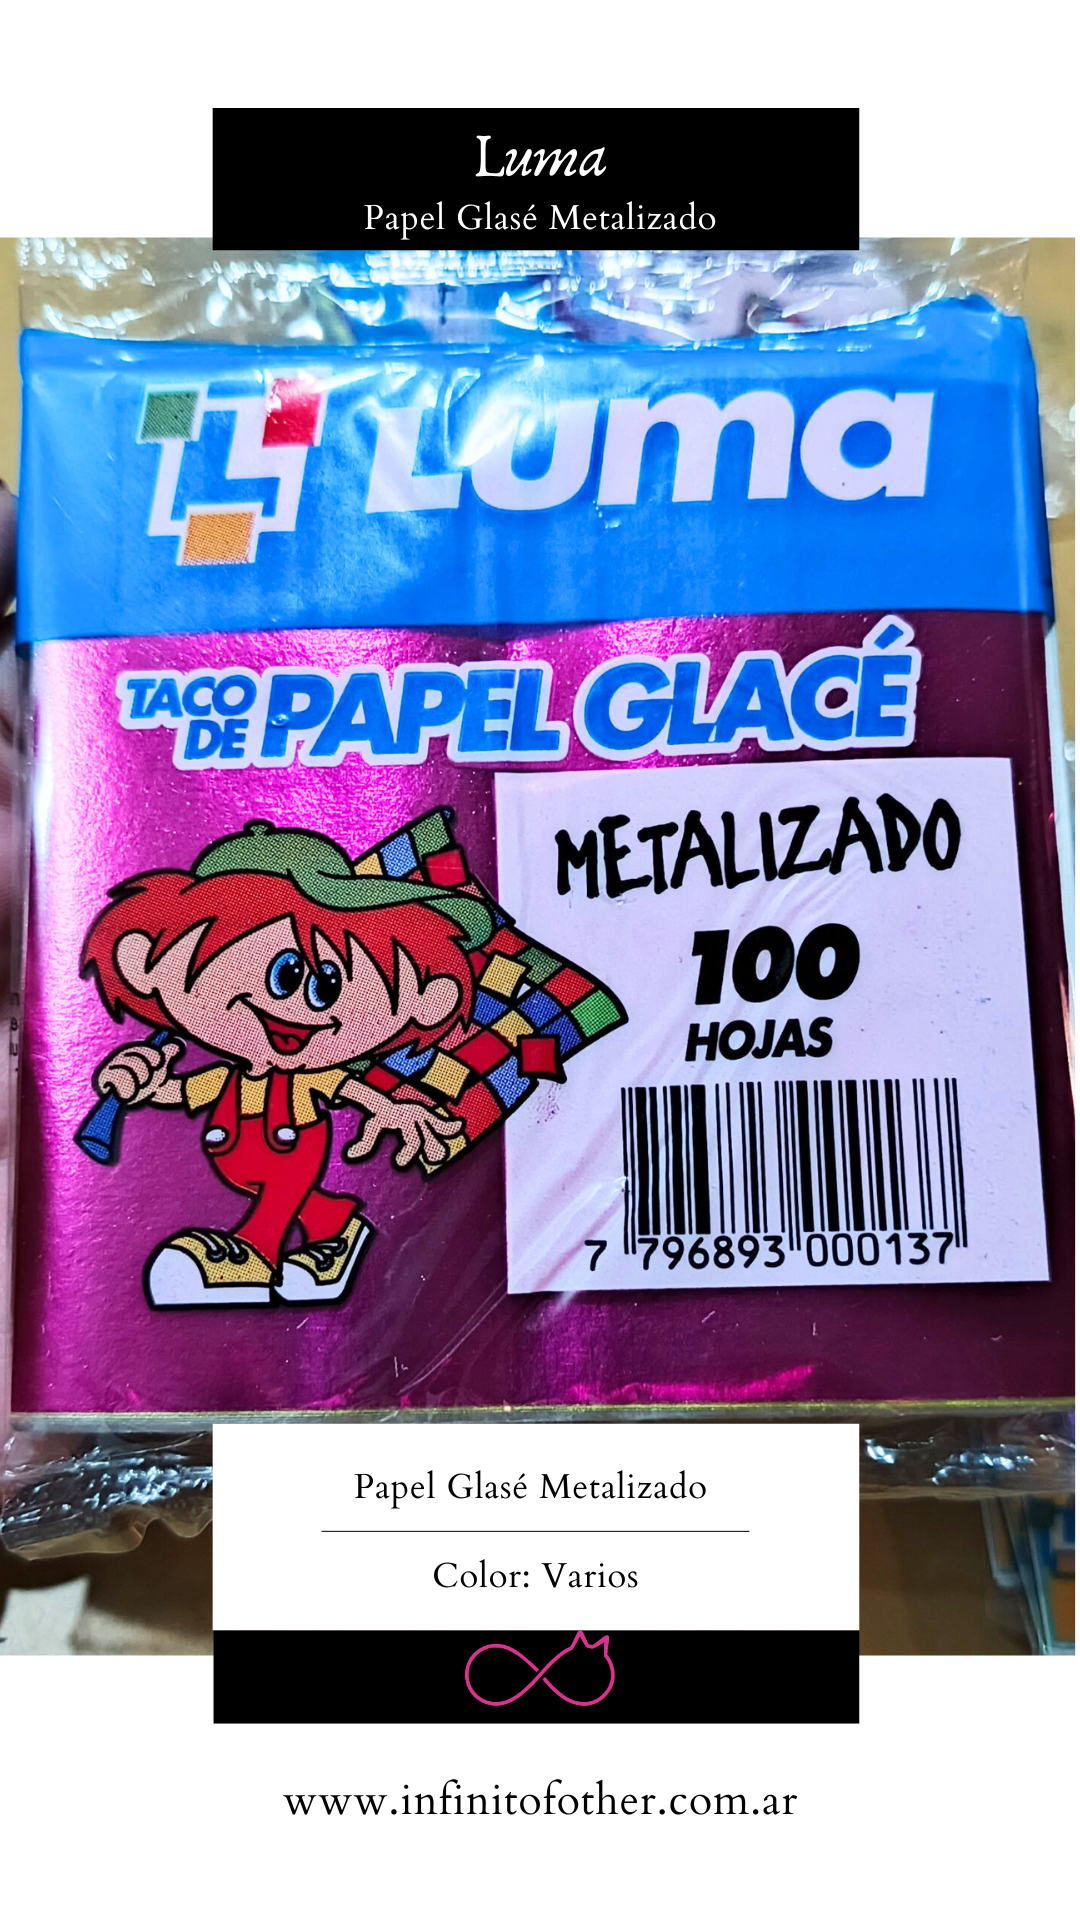 Luma
Papel Glasé Metalizado
Luma
TACO DE PAPEL GLACÉ
METALIZADO
100
HOJAS
7 796893 000137
Papel Glasé Metalizado
Color: Varios
www.infinitofother.com.ar